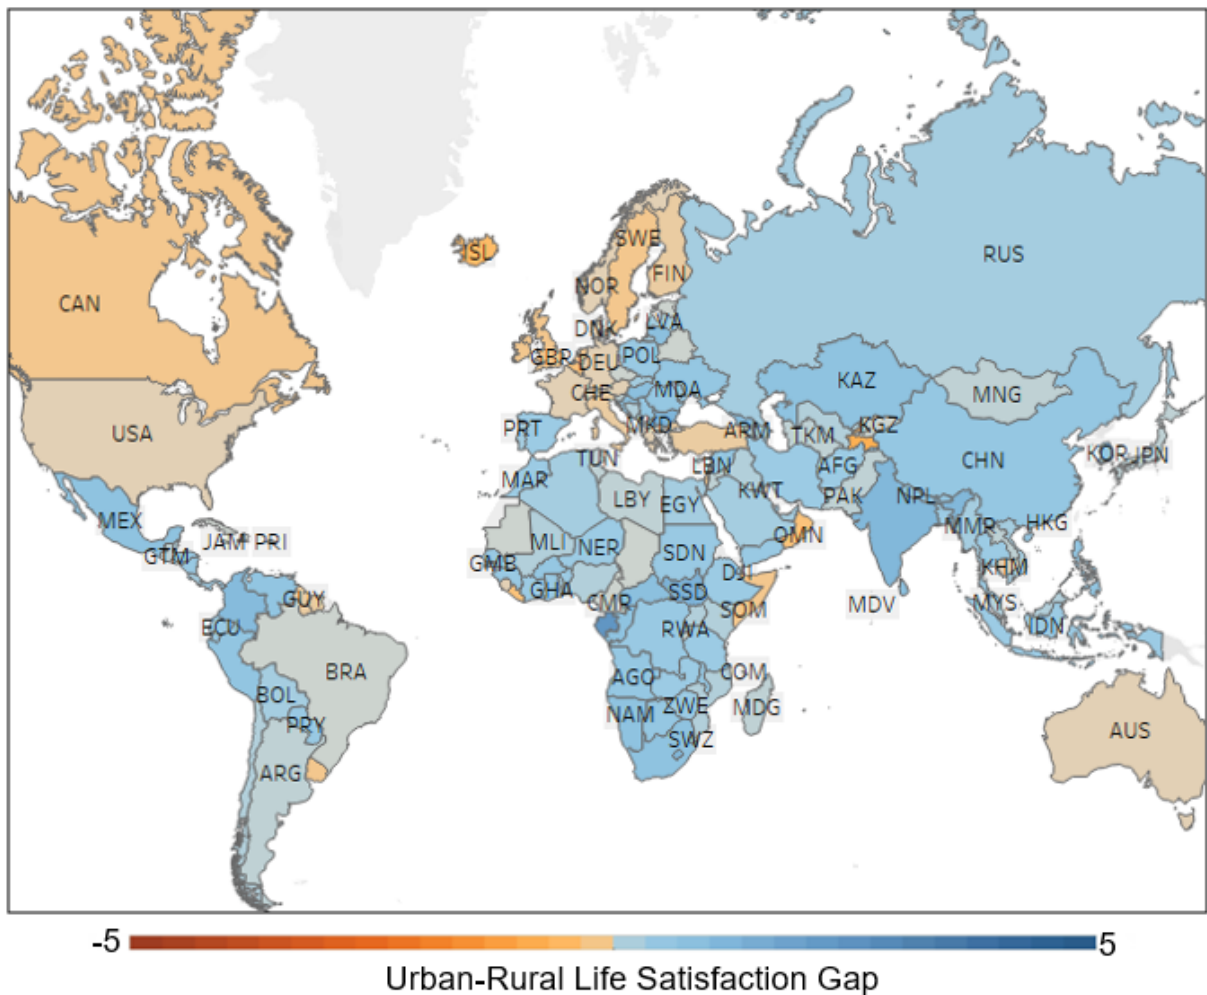 ISL
SWE
FIN
NOR
RUS
CAN
DNK
LVA
GBR
DEU
POL
KAZ
CHE
MDA
MNG
USA
PRT
MKD
ARM
TKM
KGZ
TUN
LBN
AFG
CHN
KOR
JPN
MAR
LBY
EGY
KWT
PAK
NPL
MEX
JAM
PRI
MLI
NER
SDN
OMN
MMR
HKG
GTM
GMB
GHA
CMR
SSD
DJI
KHM
GUY
SOM
MDV
MYS
ECU
RWA
IDN
BRA
AGO
COM
BOL
NAM
ZWE
MDG
PRY
SWZ
AUS
ARG
-5
5
Urban-Rural Life Satisfaction Gap